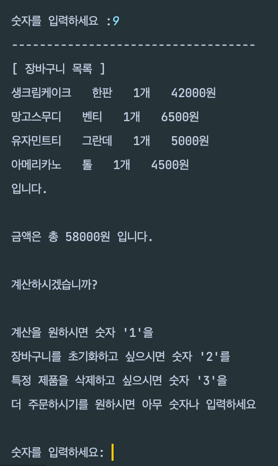 숫자를 입력하세요 :9
-----------------------------------
[ 장바구니 목록 ]
생크림케이크 한판 1개 42000원
망고스무디 벤티 1개 6500원
유자민트티 그란데 1개 5000원
아메리카노 톨 1개 4500원
입니다.
금액은 총 58000원 입니다.
계산하시겠습니까?
계산을 원하시면 숫자 '1'을
장바구니를 초기화하고 싶으시면 숫자 '2'를
특정 제품을 삭제하고 싶으시면 숫자 '3'을
더 주문하시기를 원하시면 아무 숫자나 입력하세요
숫자를 입력하세요: